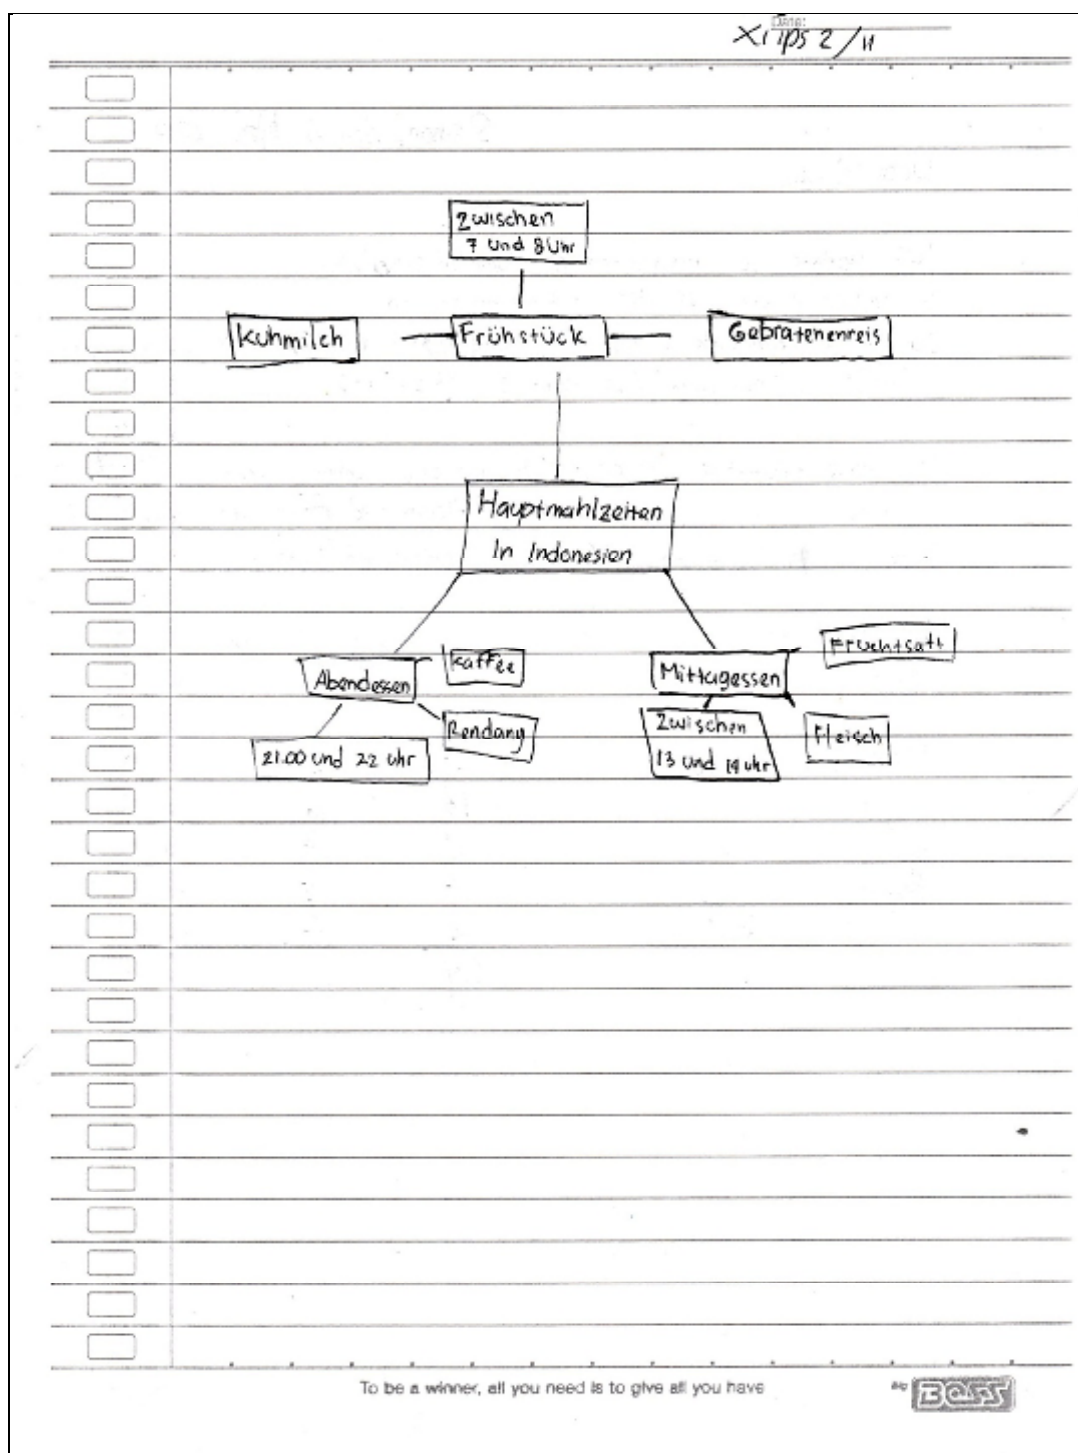 Date:
XI ips 2 / 11
Zwischen
7 und 8 Uhr
Kuhmilch
Frühstück
Gebratenenreis
Hauptmahlzeiten
In Indonesien
Abendessen
Kaffee
Rendang
21.00 und 22 uhr
Mittagessen
Fruchtsaft
Fleisch
Zwischen
13 und 14 uhr
To be a winner, all you need is to give all you have
BIG BOSS